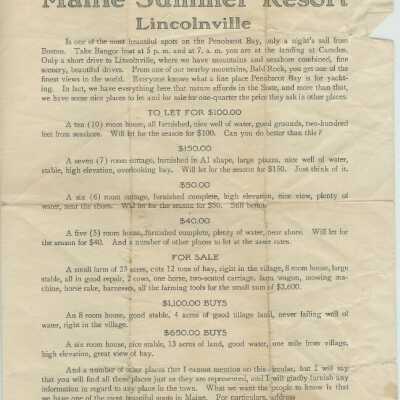 Maine Summer Resort
Lincolnville
Is one of the most beautiful spots on the Penobscot Bay, only a night's sail from
Boston. Take Bangor boat at 5 p. m. and at 7, a. m. you are at the landing at Camden.
Only a short drive to Lincolnville, where we have mountains and seashore combined, fine
scenery, beautiful drives. From one of our nearby mountains, Bald Rock, you get one of the
finest views in the world. Everyone knows what a fine place Penobscot Bay is for yacht-
ing. In fact, we have everything here that nature affords in the State, and more than that,
we have some nice places to let and for sale for one-quarter the price they ask in other places.
TO LET FOR $100.00
A ten (10) room house, all furnished, nice well of water, good grounds, two-hundred
feet from seashore. Will let for the season for $100. Can you do better than this?
$150.00
A seven (7) room cottage, furnished in A1 shape, large piazza, nice well of water,
stable, high elevation, overlooking bay. Will let for the season for $150. Just think of it.
$50.00
A six (6) room cottage, furnished complete, high elevation, nice view, plenty of
water, near the shore. Will let for the season for $50. Still better.
$40.00
A five (5) room house, furnished complete, plenty of water, near shore. Will let for
the season for $40. And a number of other places to let at the same rates.
FOR SALE
A small farm of 25 acres, cuts 12 tons of hay, right in the village, 8 room house, large
stable, all in good repair, 2 cows, one horse, two-seated carriage, farm wagon, mowing ma-
chine, horse rake, harnesses, all the farming tools for the small sum of $3,600.
$1,100.00 BUYS
An 8 room house, good stable, 4 acres of good tillage land, never failing well of
water, right in the village.
$650.00 BUYS
A six room house, nice stable, 13 acres of land, good water, one mile from village,
high elevation, great view of bay.
And a number of other places that I cannot mention on this circular, but I will say
that you will find all these places just as they are represented, and I will gladly furnish any
information in regard to any place in the town. What we want the people to know is that
we have one of the most beautiful spots in Maine. For particulars, address